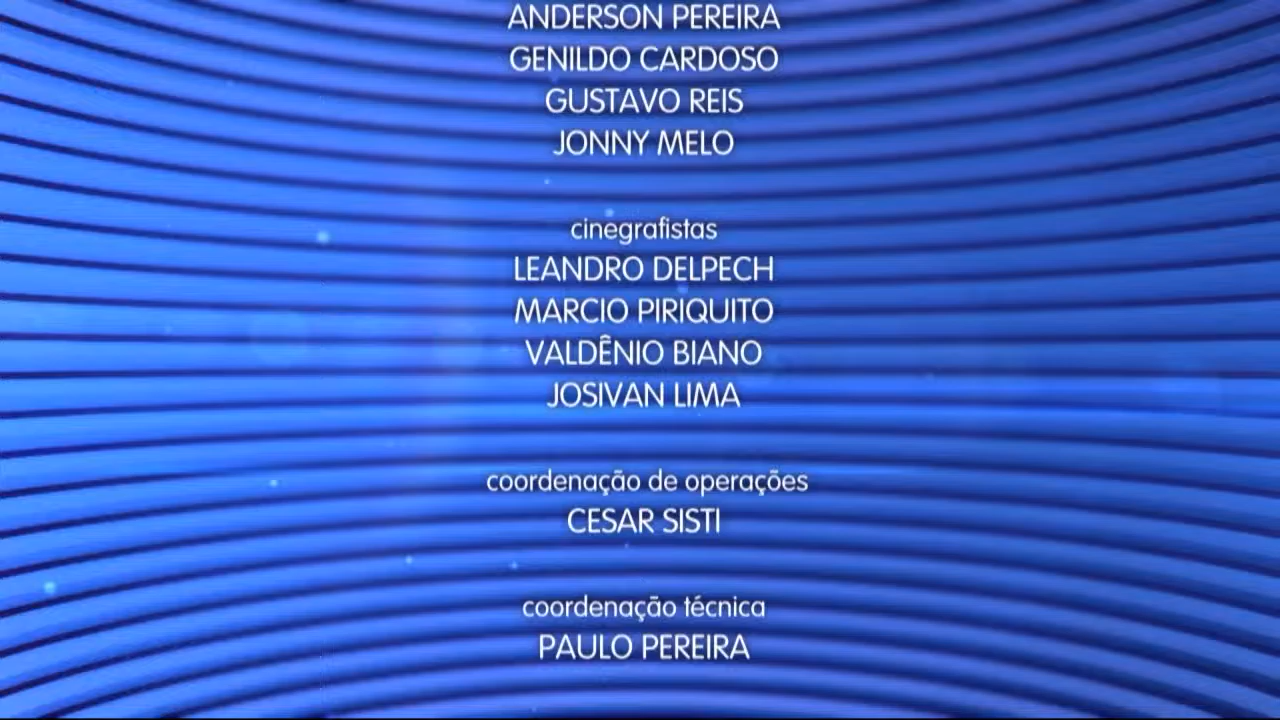 ANDERSON PEREIRA
GENILDO CARDOSO
GUSTAVO REIS
JONNY MELO
cinegrafistas
LEANDRO DELPECH
MARCIO PIRIQUITO
VALDÊNIO BIANO
JOSIVAN LIMA
coordenação de operações
CESAR SISTI
coordenação técnica
PAULO PEREIRA